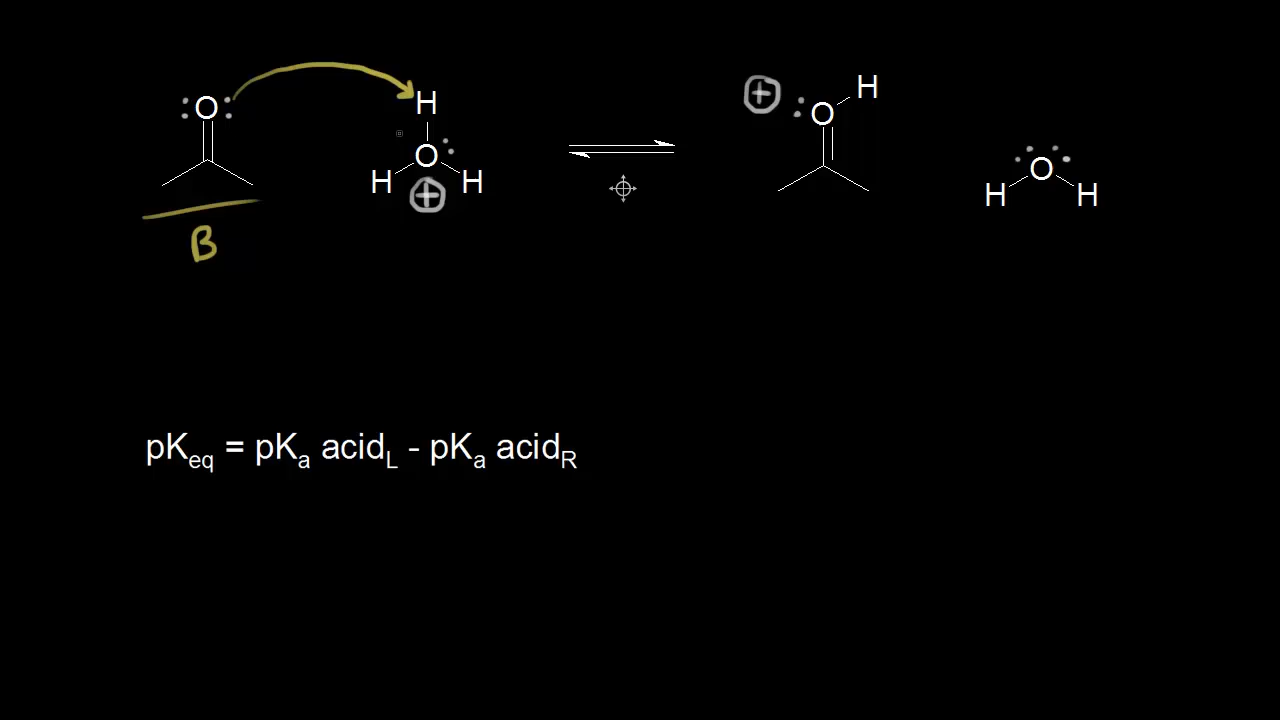 :O: H H
:O
H O: H O
H H H H
B
pKeq = pKa acidL - pKa acidR